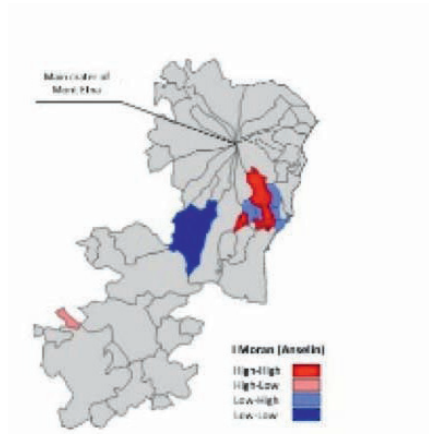 Main crater of
Mont Etna
I Moran (Anselin)
High-High
High-Low
Low-High
Low-Low